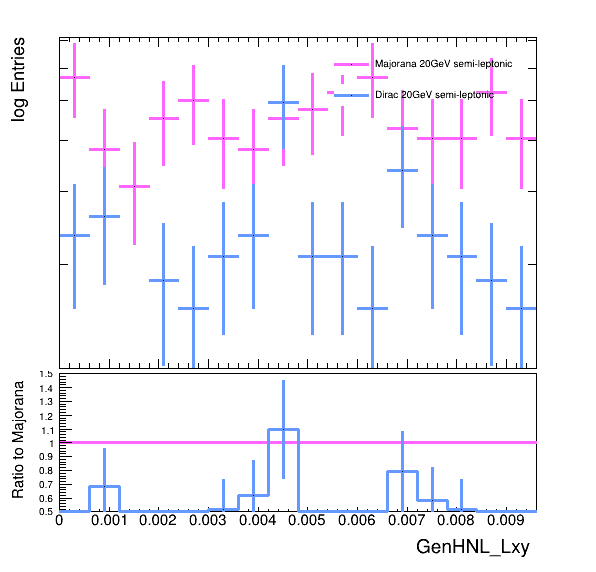 log Entries
Majorana 20GeV semi-leptonic
Dirac 20GeV semi-leptonic
Ratio to Majorana
1.5
1.4
1.3
1.2
1.1
1
0.9
0.8
0.7
0.6
0.5
0 0.001 0.002 0.003 0.004 0.005 0.006 0.007 0.008 0.009
GenHNL_Lxy